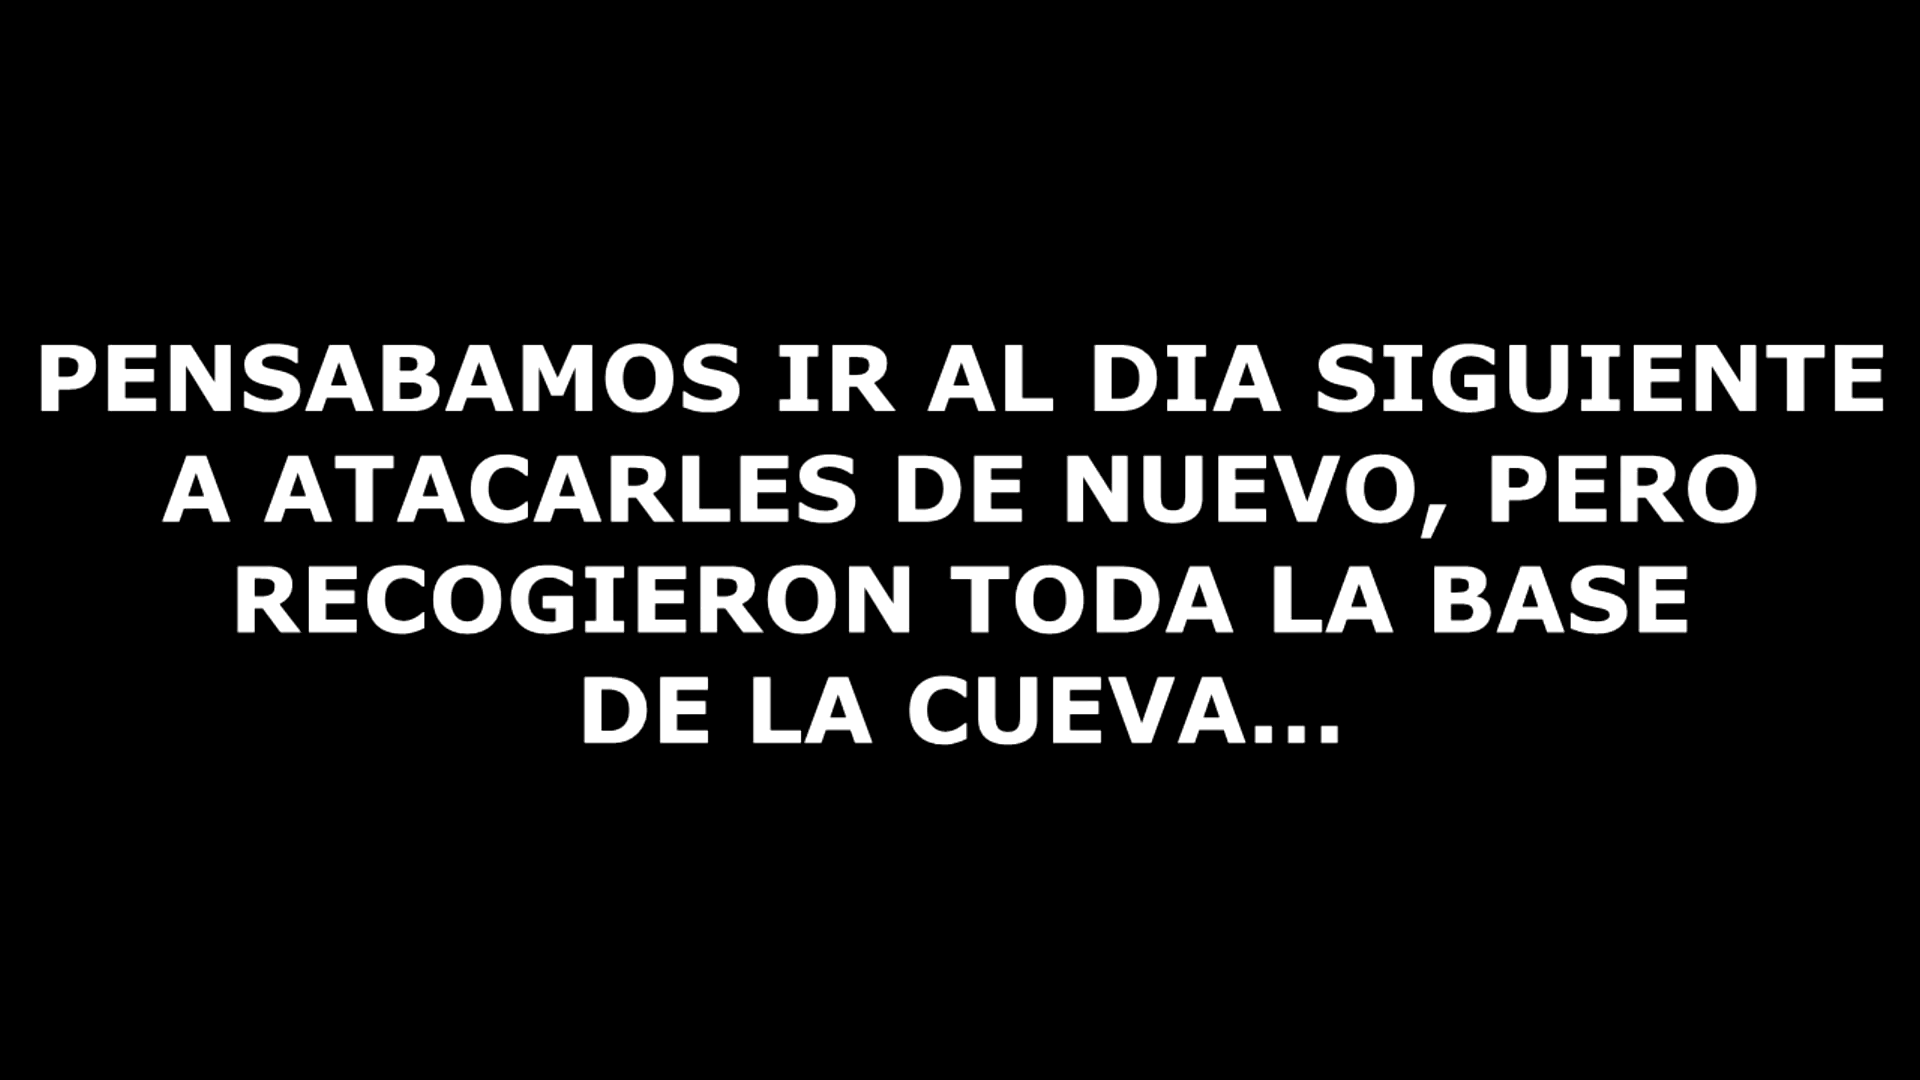 PENSABAMOS IR AL DIA SIGUIENTE
A ATACARLES DE NUEVO, PERO
RECOGIERON TODA LA BASE
DE LA CUEVA...